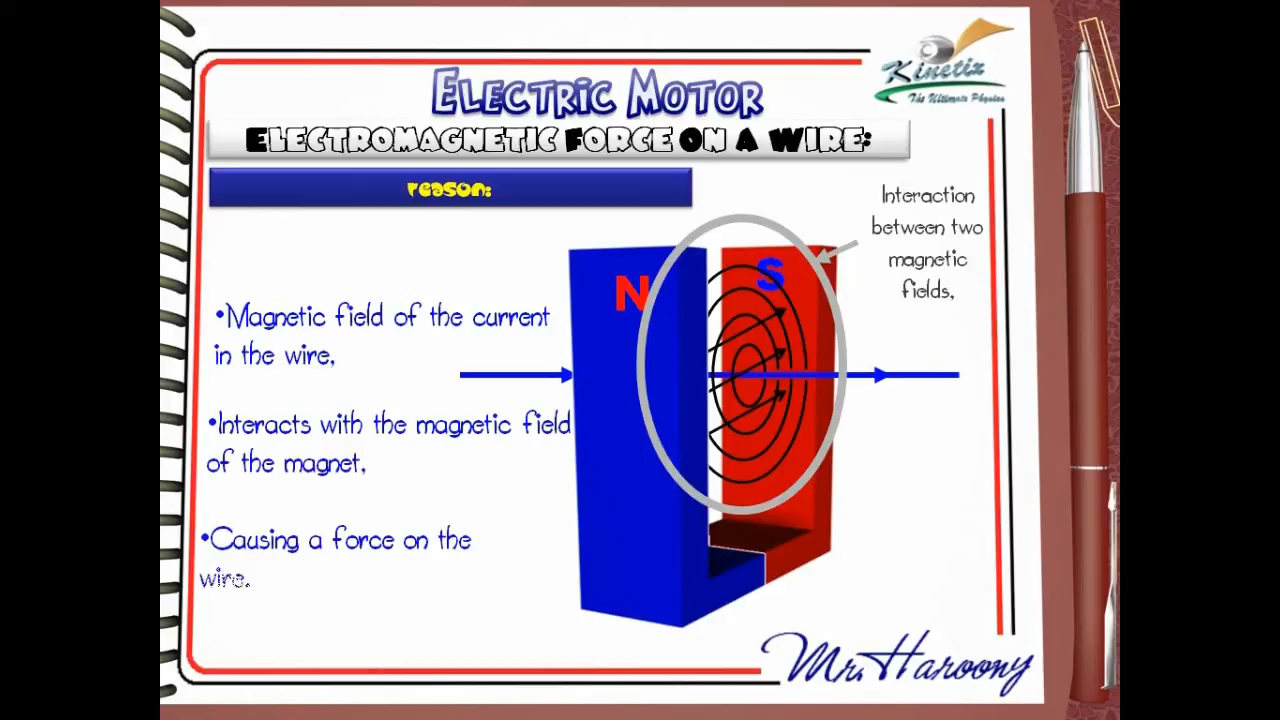 Kinetix
The Ultimate Physics
Electric Motor
Electromagnetic Force On A Wire:
reason:
Interaction
between two
magnetic
fields,
N
S
•Magnetic field of the current
in the wire,
•Interacts with the magnetic field
of the magnet,
•Causing a force on the
wire.
Mr.Haroony